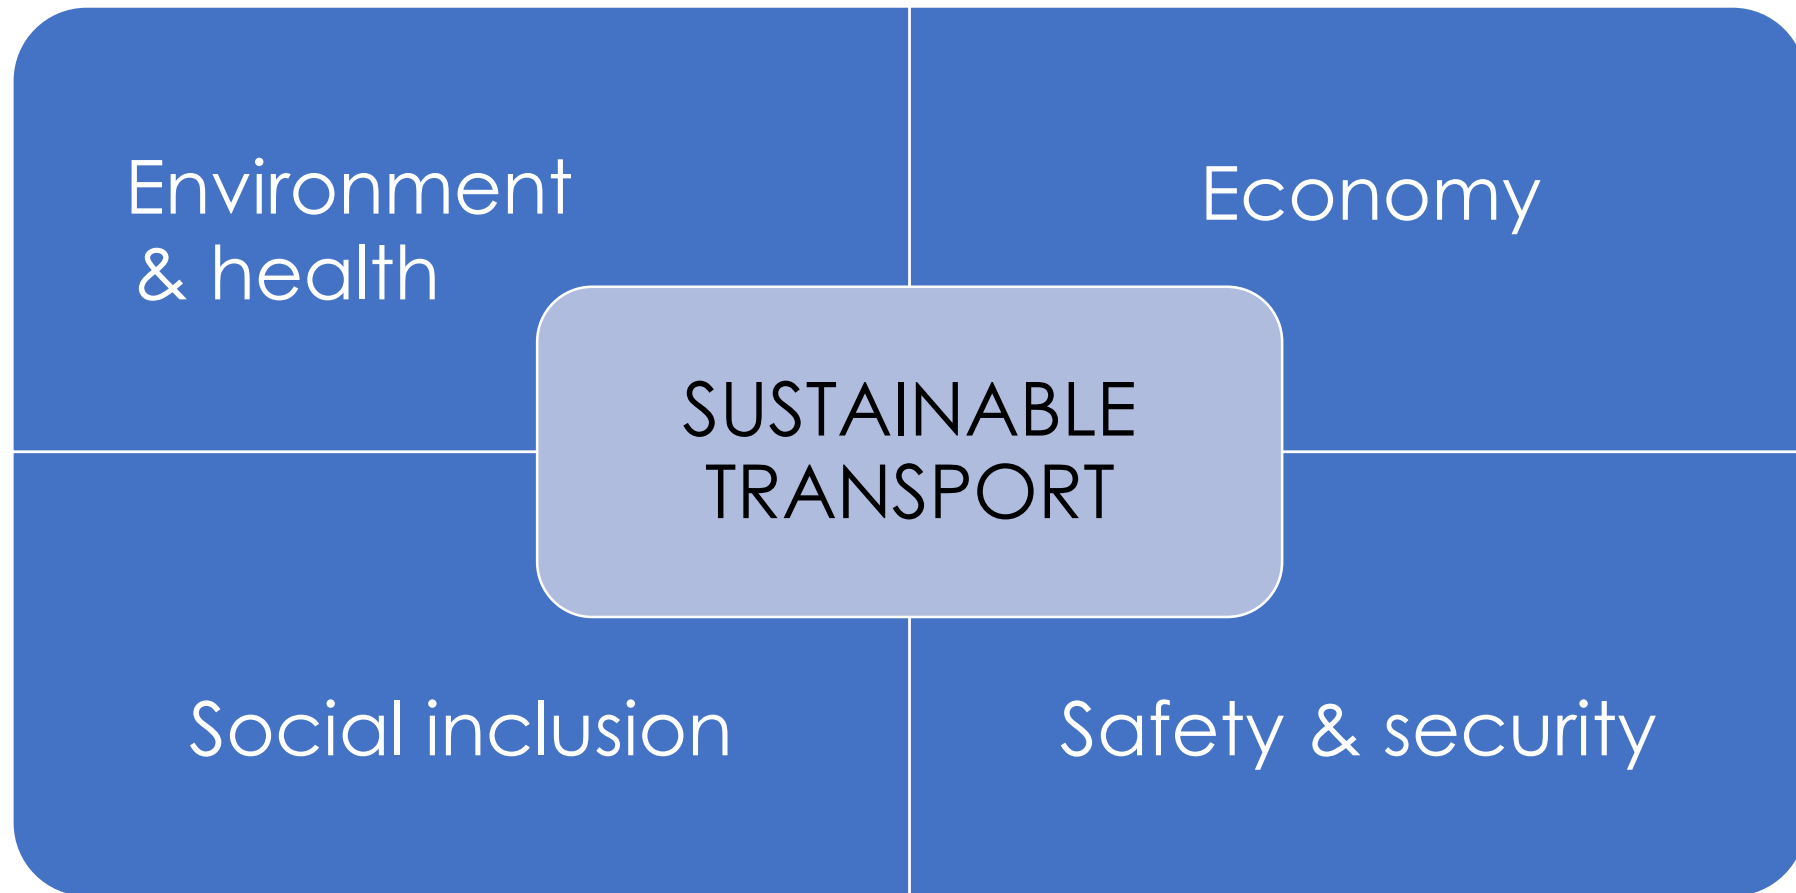 Environment
& health
Economy
SUSTAINABLE
TRANSPORT
Social inclusion
Safety & security